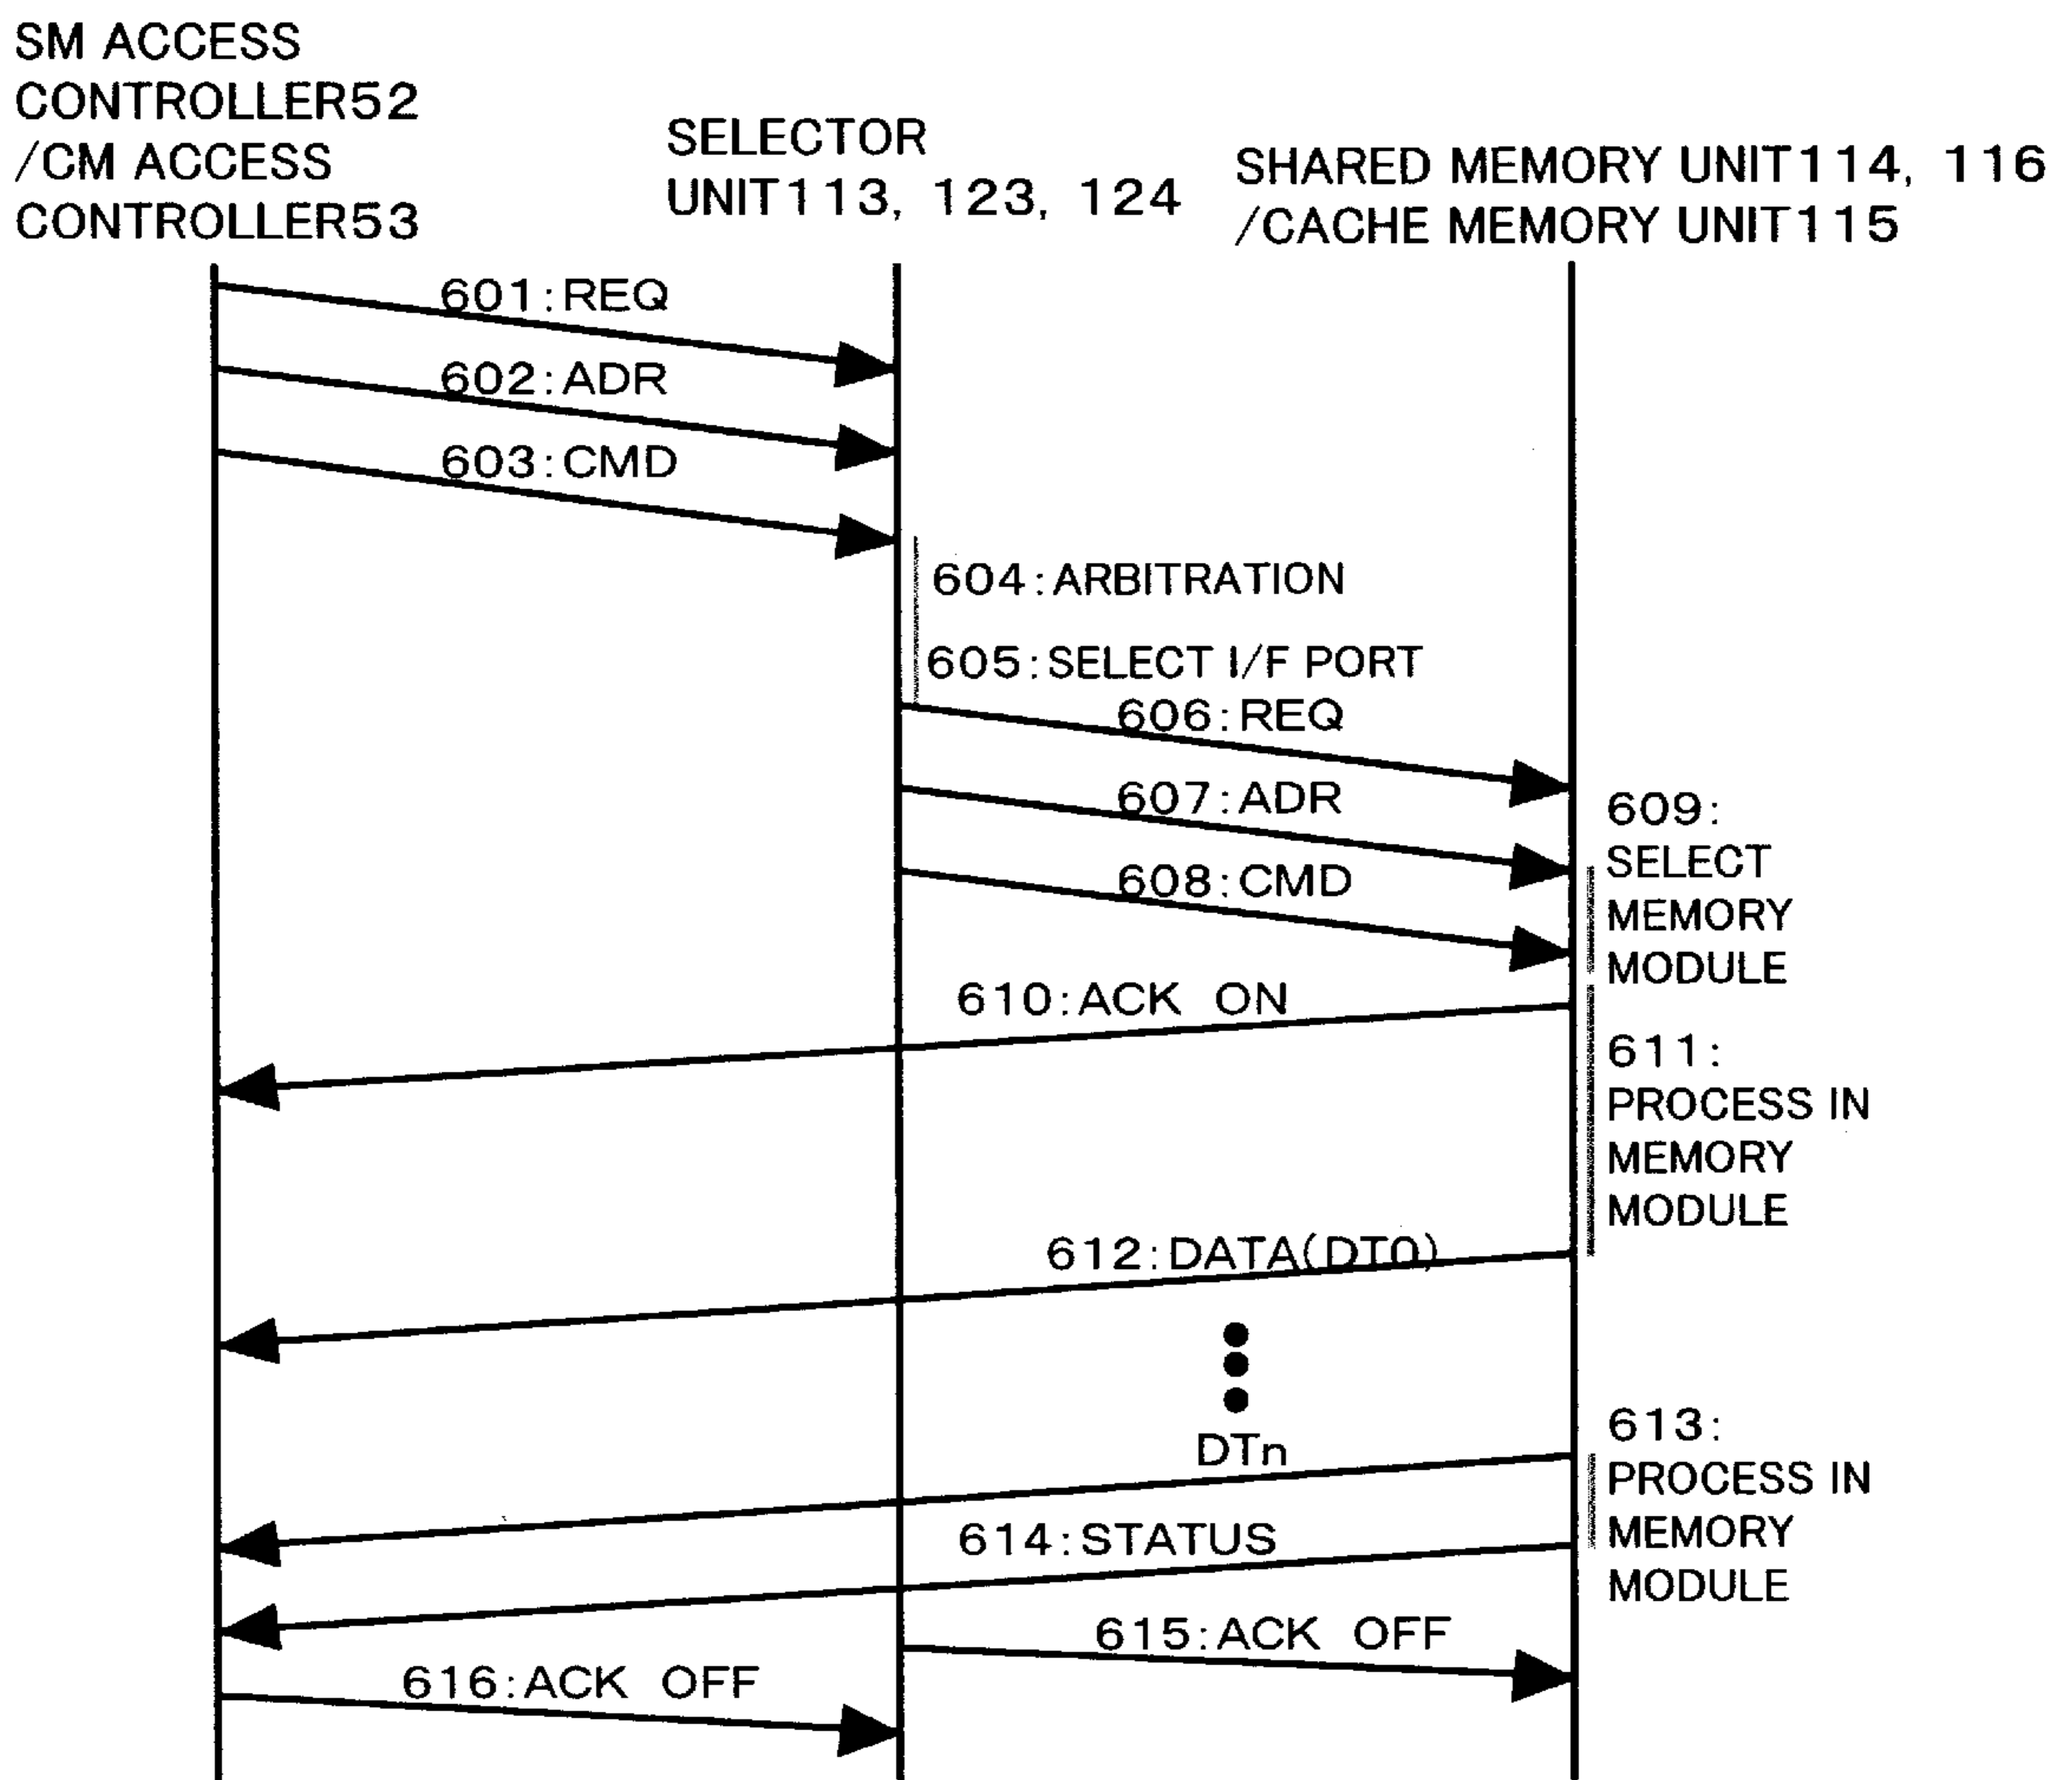 SM ACCESS
CONTROLLER52
/CM ACCESS
CONTROLLER53
SELECTOR
UNIT113, 123, 124
SHARED MEMORY UNIT114, 116
/CACHE MEMORY UNIT115
601:REQ
602:ADR
603:CMD
604:ARBITRATION
605:SELECT I/F PORT
606:REQ
607:ADR
608:CMD
609:
SELECT
MEMORY
MODULE
610:ACK ON
611:
PROCESS IN
MEMORY
MODULE
612:DATA(DT0)
DTn
613:
PROCESS IN
MEMORY
MODULE
614:STATUS
615:ACK OFF
616:ACK OFF